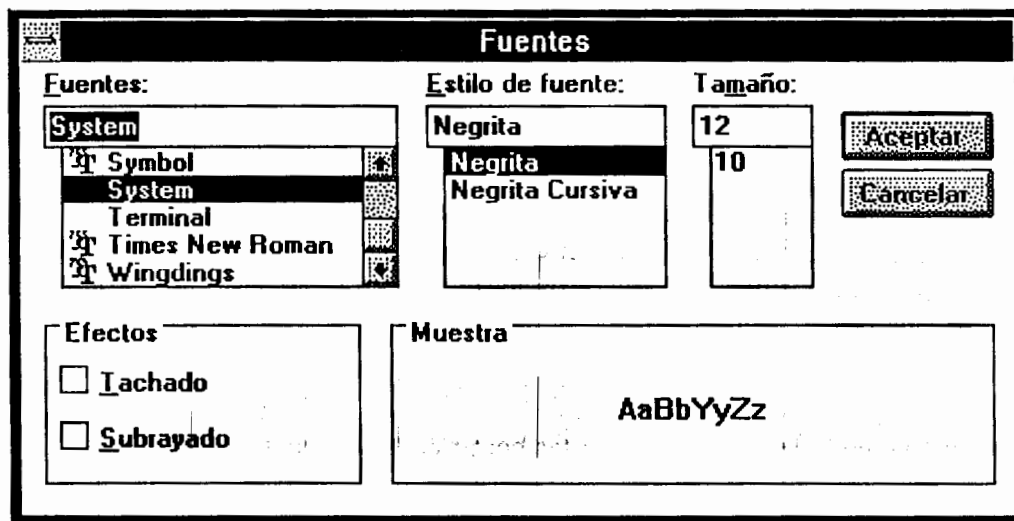 Fuentes
Fuentes: Estilo de fuente: Tamaño:
System Negrita 12 Aceptar
Symbol Negrita 10
System Negrita Cursiva Cancelar
Terminal
Times New Roman
Wingdings
Efectos Muestra
Tachado
AaBbYyZz
Subrayado